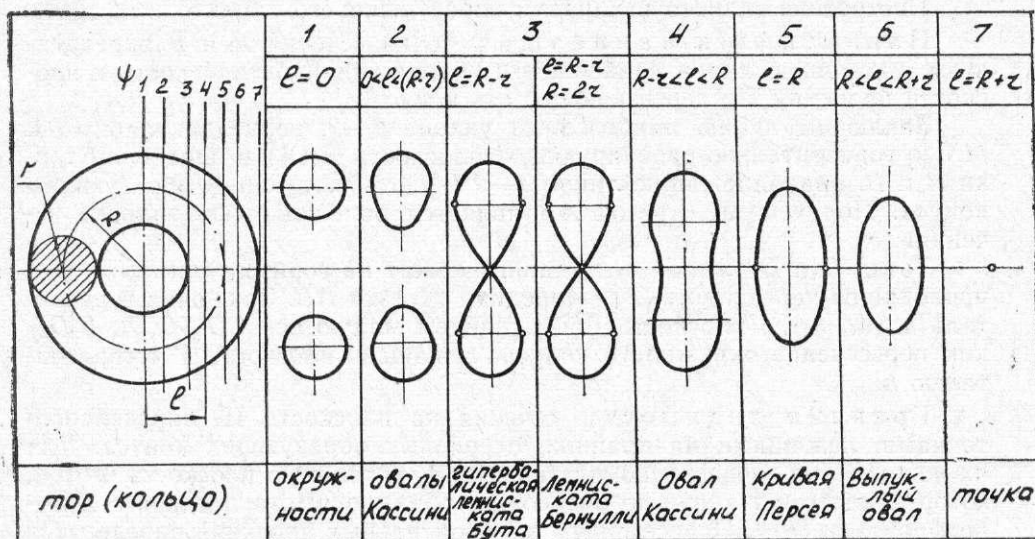 1 2 3 4 5 6 7
ψ
1 2 3 4 5 6 7
ℓ=0
0<ℓ<(R-r)
ℓ=R-r
ℓ=R-r
R=2r
R-r<ℓ<R
ℓ=R
R<ℓ<R+r
ℓ=R+r
r
R
ℓ
тор (кольцо)
окруж-
ности
овалы
Кассини
гипербо-
лическая
лемнис-
ката
Бута
Лемнис-
ката
Бернулли
Овал
Кассини
Кривая
Персея
Выпук-
лый
овал
точка